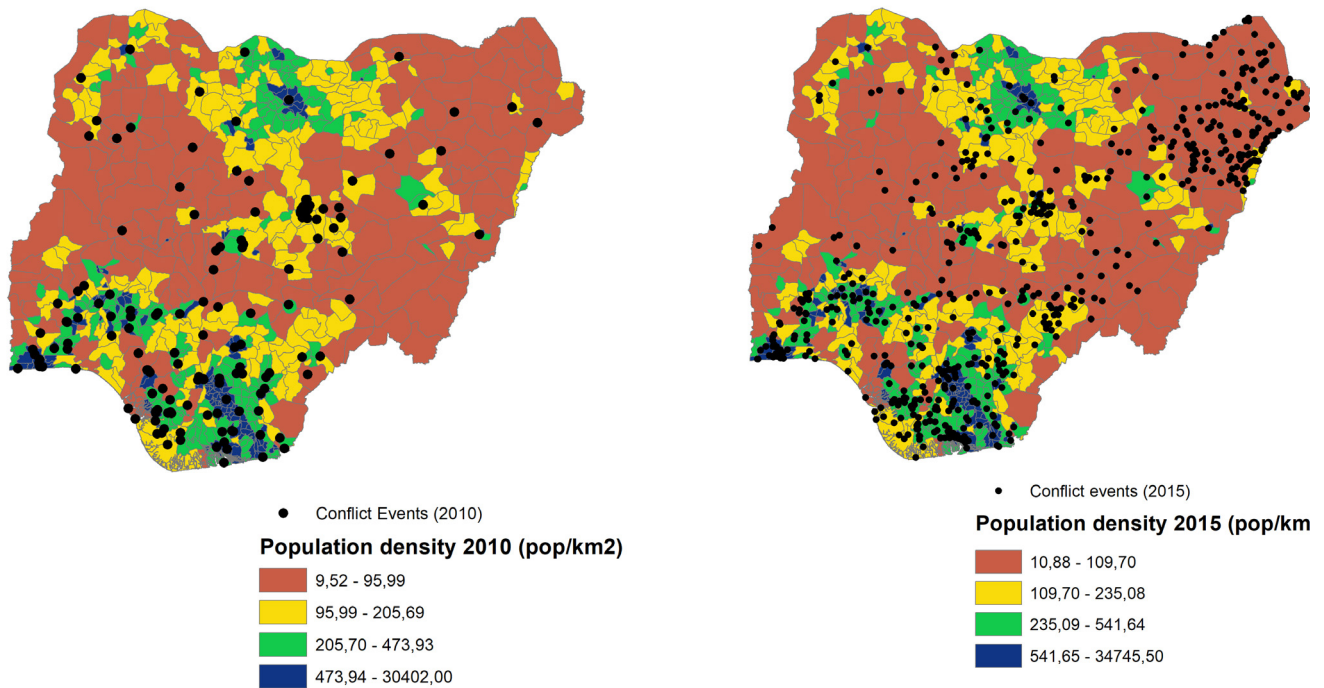 Conflict Events (2010)
Population density 2010 (pop/km2)
9,52 - 95,99
95,99 - 205,69
205,70 - 473,93
473,94 - 30402,00
Conflict events (2015)
Population density 2015 (pop/km
10,88 - 109,70
109,70 - 235,08
235,09 - 541,64
541,65 - 34745,50